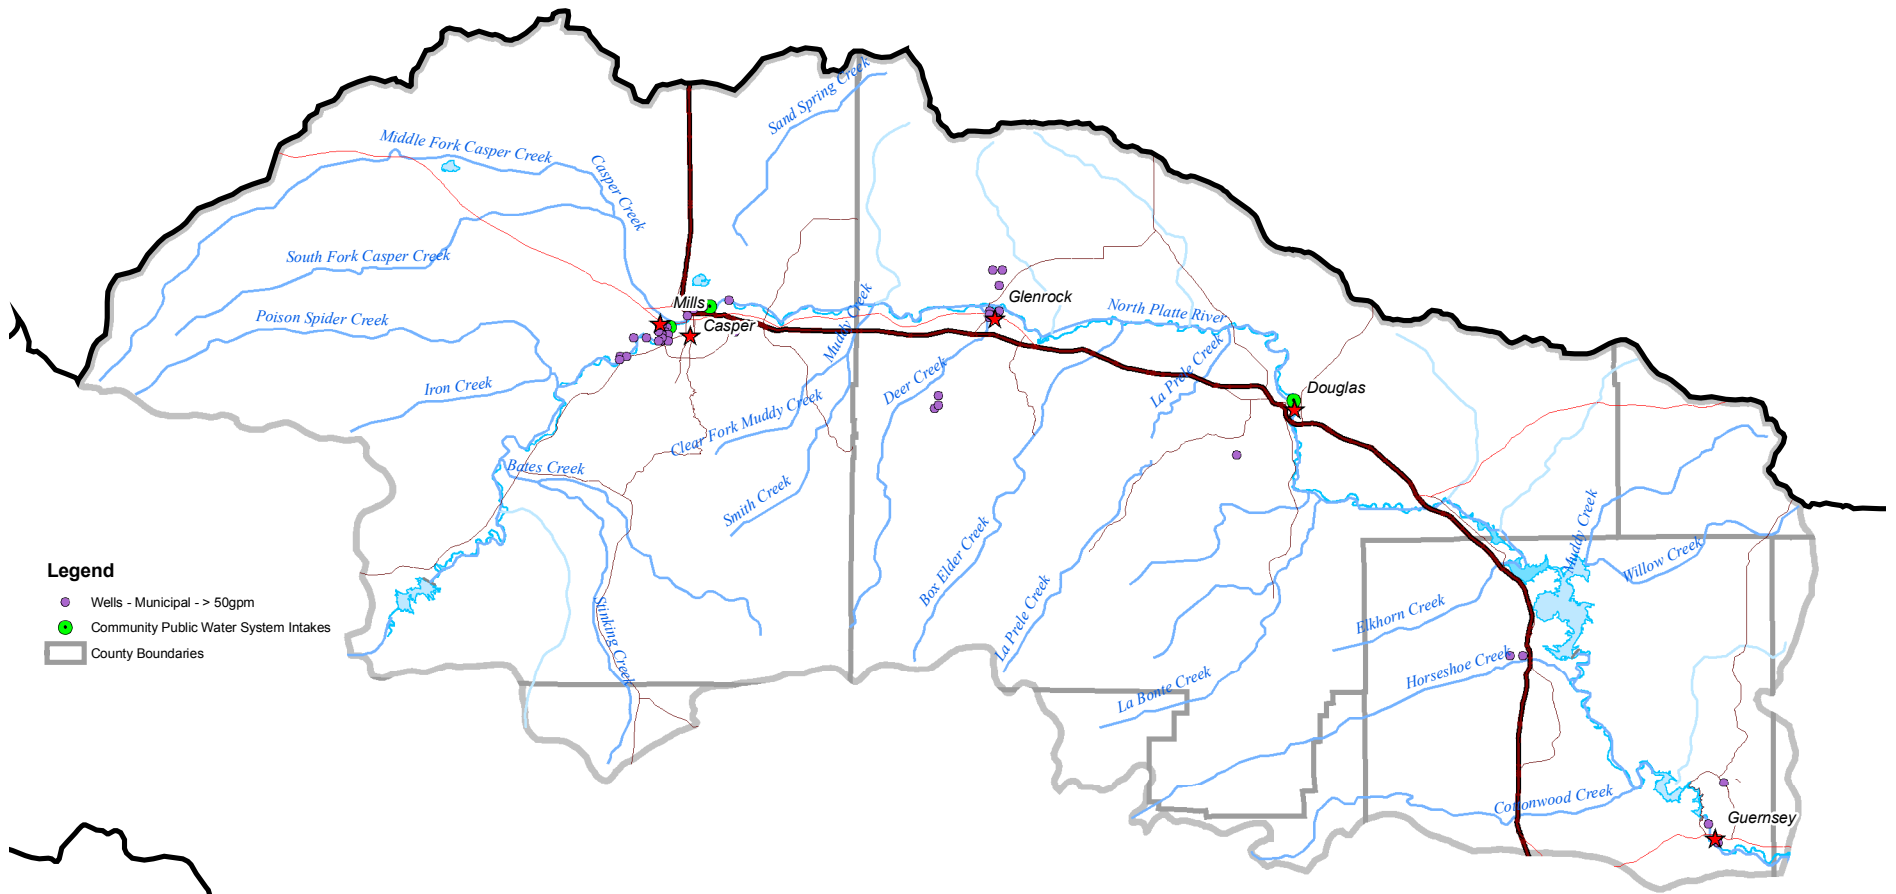 Sand Spring Creek
Middle Fork Casper Creek
Casper Creek
South Fork Casper Creek
Poison Spider Creek
Mills
Casper
Glenrock
North Platte River
Muddy Creek
Iron Creek
Deer Creek
La Prele Creek
Douglas
Clear Fork Muddy Creek
Bates Creek
Smith Creek
Box Elder Creek
Muddy Creek
Willow Creek
Legend
Wells - Municipal - > 50gpm
Community Public Water System Intakes
County Boundaries
Stinking Creek
La Prele Creek
Elkhorn Creek
Horseshoe Creek
La Bonte Creek
Cottonwood Creek
Guernsey